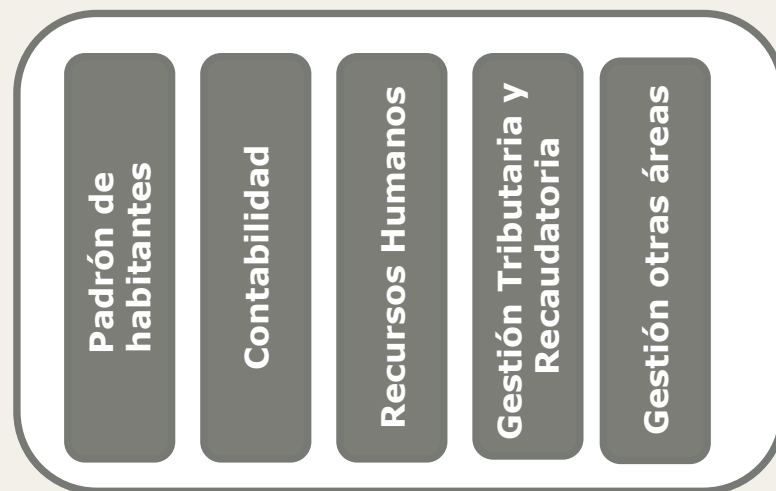 Padrón de
habitantes
Contabilidad
Recursos Humanos
Gestión Tributaria y
Recaudatoria
Gestión otras áreas